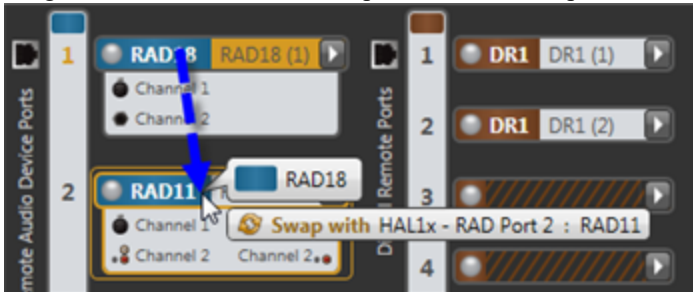 Remote Audio Device Ports
1
RAD18 RAD18 (1)
Channel 1
Channel 2
2
RAD11
Channel 1
Channel 2 Channel 2
RAD18
Swap with HAL1x - RAD Port 2 : RAD11
Remote Ports
1
DR1 DR1 (1)
2
DR1 DR1 (2)
3
4